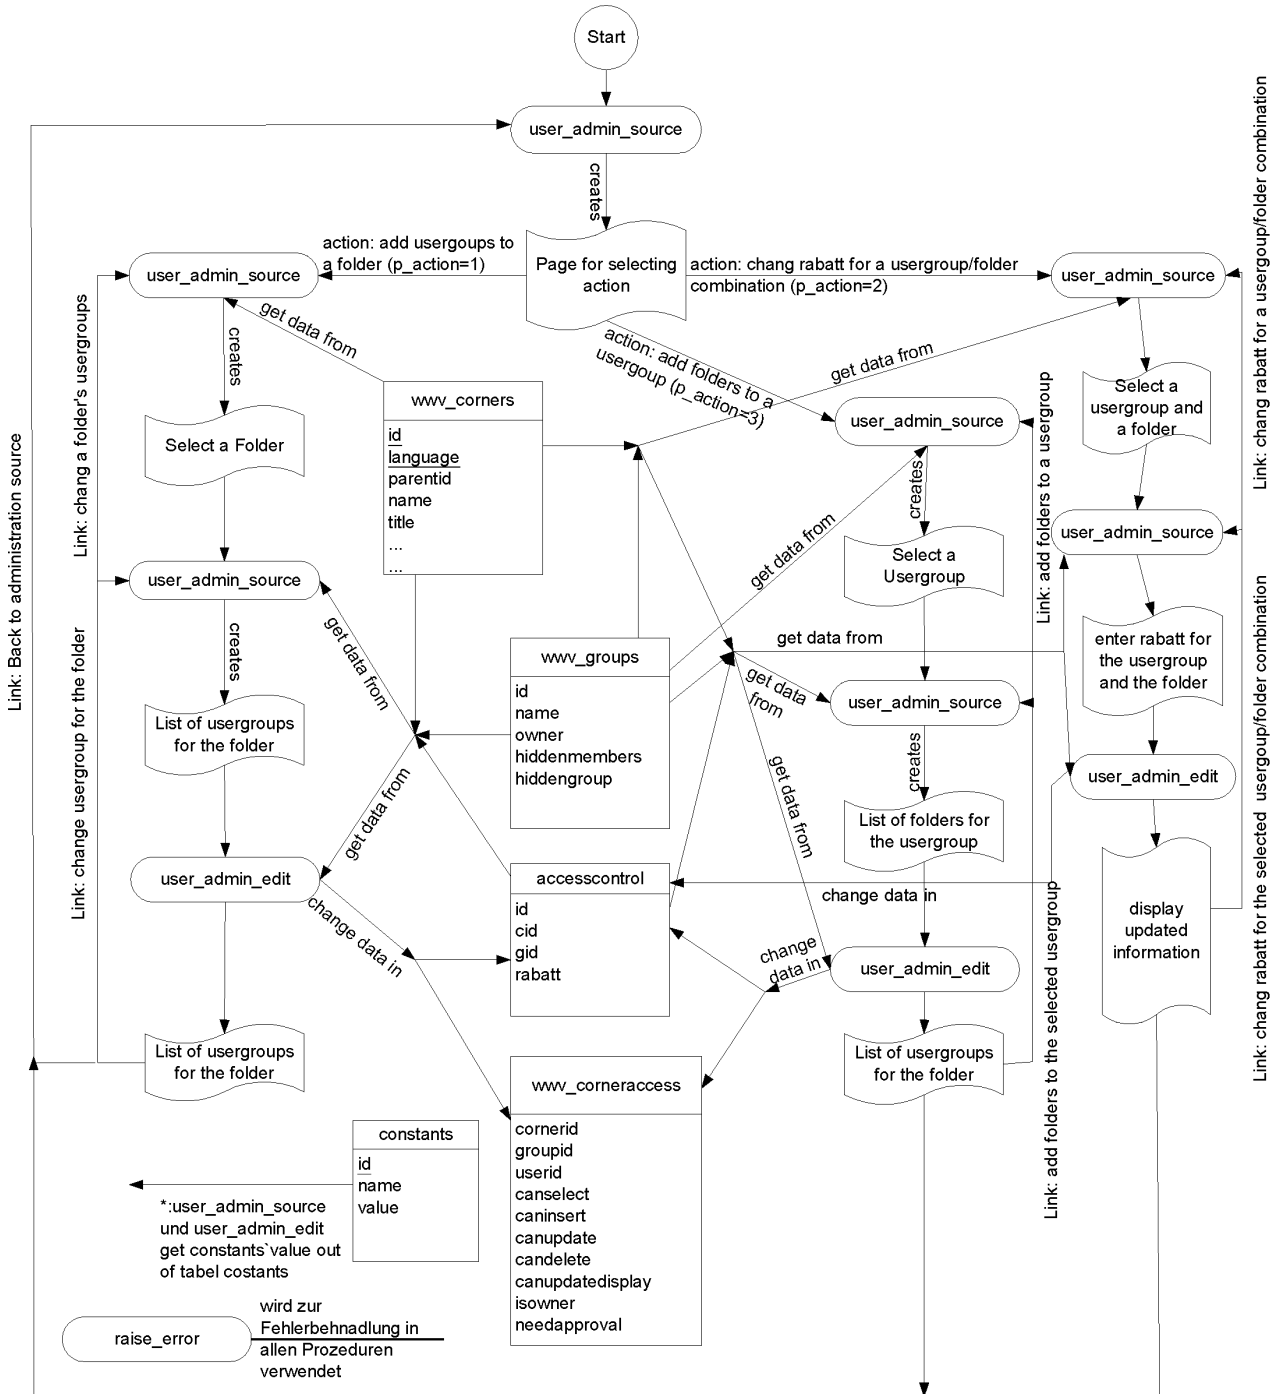 Start
user_admin_source
creates
Page for selecting
action
action: add usergoups to
a folder (p_action=1)
action: chang rabatt for a usergroup/folder
combination (p_action=2)
action: add folders to a
usergoup (p_action=3)
user_admin_source
get data from
creates
Select a Folder
user_admin_source
creates
get data from
List of usergroups
for the folder
get data from
user_admin_edit
change data in
List of usergroups
for the folder
Link: Back to administration source
Link: chang a folder's usergroups
Link: change usergroup for the folder
wwv_corners
id
language
parentid
name
title
...
...
wwv_groups
id
name
owner
hiddenmembers
hiddengroup
accesscontrol
id
cid
gid
rabatt
wwv_corneraccess
cornerid
groupid
userid
canselect
caninsert
canupdate
candelete
canupdatedisplay
isowner
needapproval
constants
id
name
value
*:user_admin_source
und user_admin_edit
get constants`value out
of tabel costants
raise_error
wird zur
Fehlerbehnadlung in
allen Prozeduren
verwendet
get data from
user_admin_source
creates
get data from
Select a
Usergroup
get data from
get data
from
user_admin_source
creates
get data from
List of folders for
the usergroup
change data in
change
data in
user_admin_edit
List of usergroups
for the folder
Link: add folders to a usergroup
Link: add folders to the selected usergroup
user_admin_source
Select a
usergroup and
a folder
user_admin_source
enter rabatt for
the usergroup
and the folder
user_admin_edit
display
updated
information
Link: chang rabatt for a usergoup/folder combination
Link: chang rabatt for the selected  usergoup/folder combination